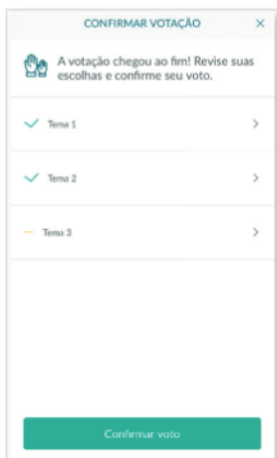 CONFIRMAR VOTAÇÃO
A votação chegou ao fim! Revise suas
escolhas e confirme seu voto.
Tema 1
Tema 2
Tema 3
Confirmar voto